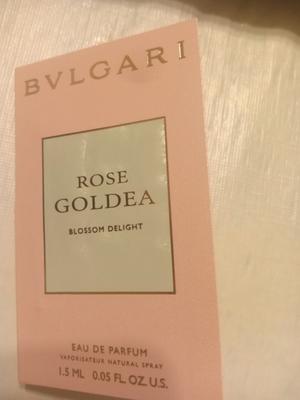 BVLGARI
ROSE
GOLDEA
BLOSSOM DELIGHT
EAU DE PARFUM
VAPORISATEUR NATURAL SPRAY
1.5 ML 0.05 FL. OZ. U.S.